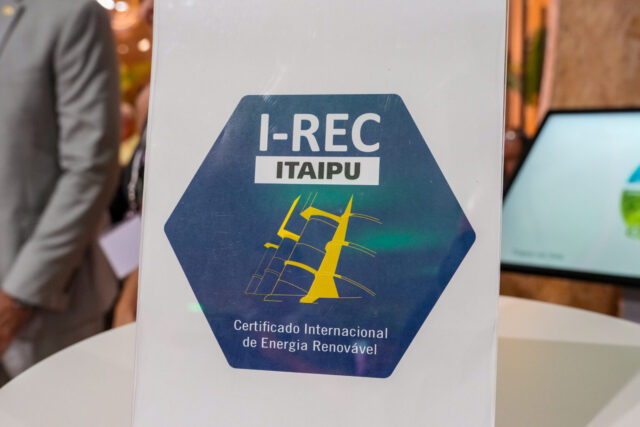 I-REC
ITAIPU
Certificado Internacional
de Energia Renovável